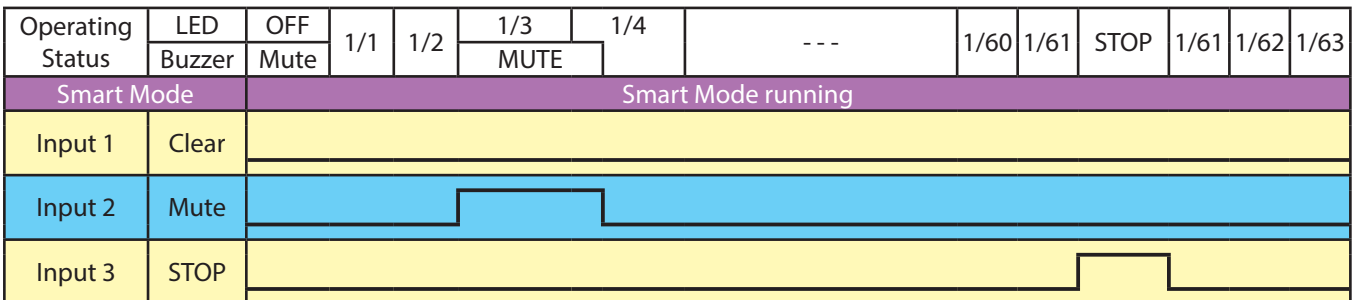 Operating Status LED OFF 1/1 1/2 1/3 1/4 - - - 1/60 1/61 STOP 1/61 1/62 1/63
Buzzer Mute MUTE
Smart Mode Smart Mode running
Input 1 Clear
Input 2 Mute
Input 3 STOP